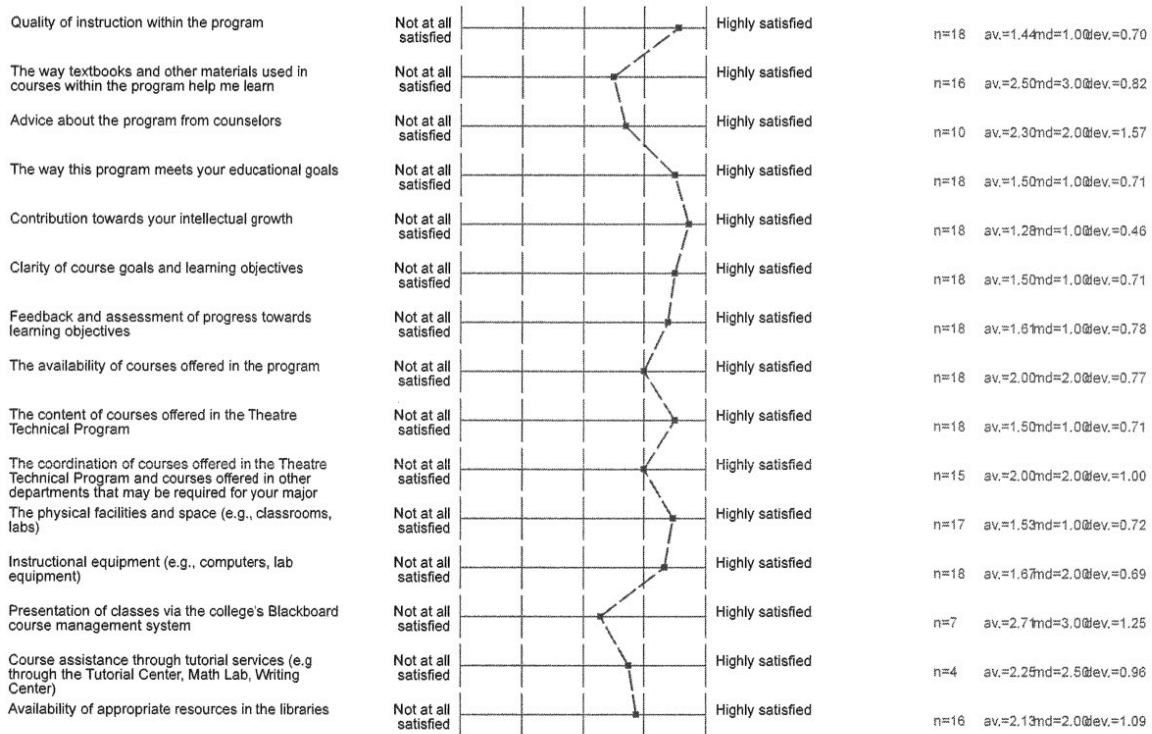 Quality of instruction within the program Not at all satisfied Highly satisfied n=18 av.=1.44 md=1.00 dev.=0.70
The way textbooks and other materials used in
courses within the program help me learn Not at all satisfied Highly satisfied n=16 av.=2.50 md=3.00 dev.=0.82
Advice about the program from counselors Not at all satisfied Highly satisfied n=10 av.=2.30 md=2.00 dev.=1.57
The way this program meets your educational goals Not at all satisfied Highly satisfied n=18 av.=1.50 md=1.00 dev.=0.71
Contribution towards your intellectual growth Not at all satisfied Highly satisfied n=18 av.=1.28 md=1.00 dev.=0.46
Clarity of course goals and learning objectives Not at all satisfied Highly satisfied n=18 av.=1.50 md=1.00 dev.=0.71
Feedback and assessment of progress towards
learning objectives Not at all satisfied Highly satisfied n=18 av.=1.61 md=1.00 dev.=0.78
The availability of courses offered in the program Not at all satisfied Highly satisfied n=18 av.=2.00 md=2.00 dev.=0.77
The content of courses offered in the Theatre
Technical Program Not at all satisfied Highly satisfied n=18 av.=1.50 md=1.00 dev.=0.71
The coordination of courses offered in the Theatre
Technical Program and courses offered in other
departments that may be required for your major Not at all satisfied Highly satisfied n=15 av.=2.00 md=2.00 dev.=1.00
The physical facilities and space (e.g., classrooms,
labs) Not at all satisfied Highly satisfied n=17 av.=1.53 md=1.00 dev.=0.72
Instructional equipment (e.g., computers, lab
equipment) Not at all satisfied Highly satisfied n=18 av.=1.67 md=2.00 dev.=0.69
Presentation of classes via the college's Blackboard
course management system Not at all satisfied Highly satisfied n=7 av.=2.71 md=3.00 dev.=1.25
Course assistance through tutorial services (e.g
through the Tutorial Center, Math Lab, Writing
Center) Not at all satisfied Highly satisfied n=4 av.=2.25 md=2.50 dev.=0.96
Availability of appropriate resources in the libraries Not at all satisfied Highly satisfied n=16 av.=2.13 md=2.00 dev.=1.09